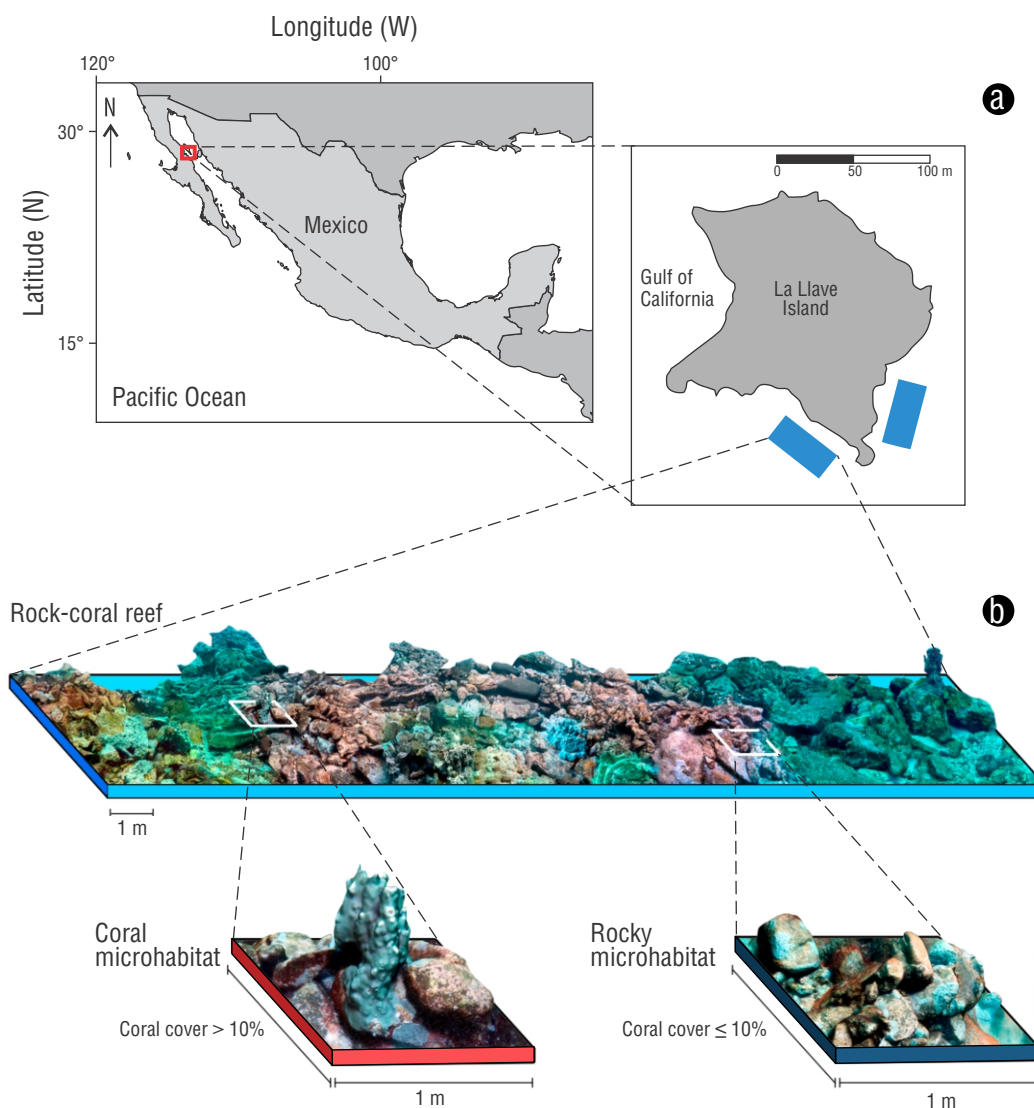 Longitude (W)
120°
100°
a
N
30°
0
50
100 m
Latitude (N)
Mexico
Gulf of
California
La Llave
Island
15°
Pacific Ocean
Rock-coral reef
b
1 m
Coral
microhabitat
Rocky
microhabitat
Coral cover > 10%
Coral cover ≤ 10%
1 m
1 m